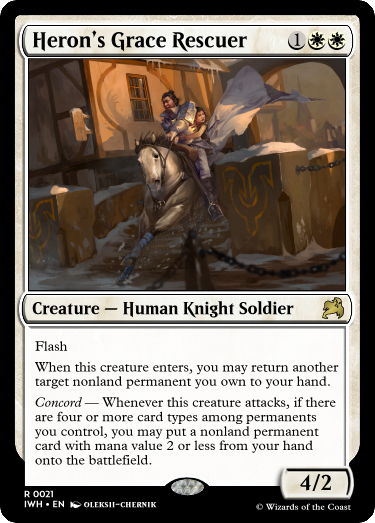 Heron's Grace Rescuer 1
Creature — Human Knight Soldier
Flash
When this creature enters, you may return another
target nonland permanent you own to your hand.
Concord — Whenever this creature attacks, if there
are four or more card types among permanents
you control, you may put a nonland permanent
card with mana value 2 or less from your hand
onto the battlefield.
4/2
R 0021
IWH • EN OLEKSII-CHERNIK
© Wizards of the Coast